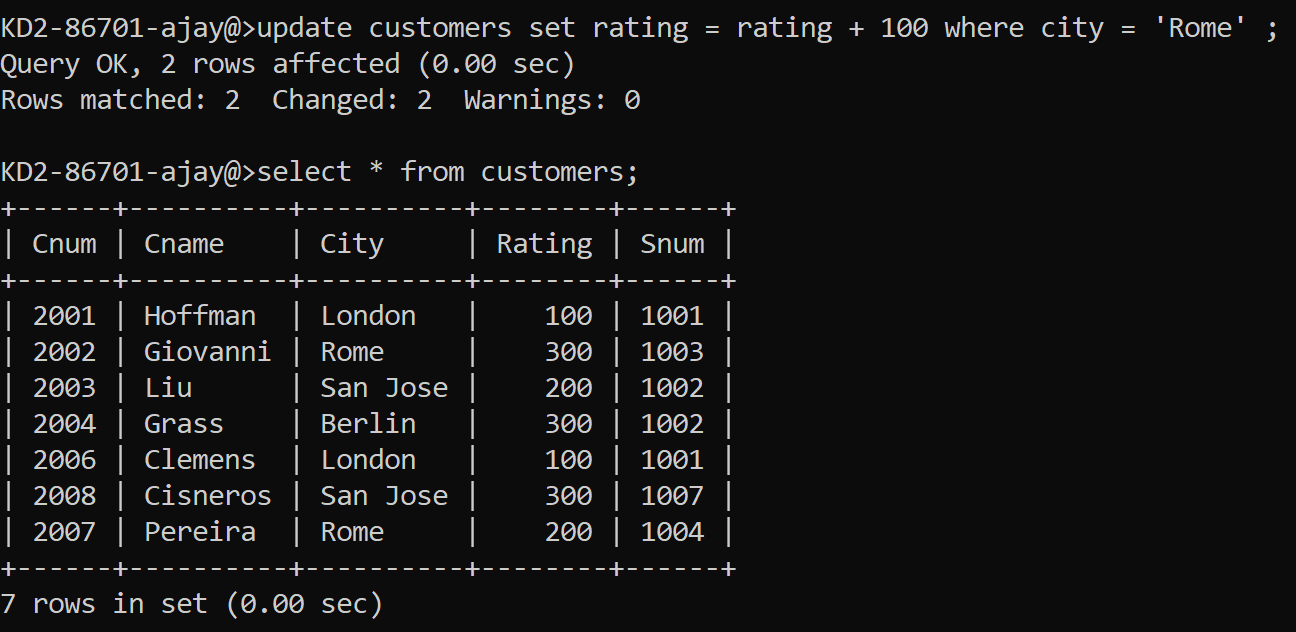 KD2-86701-ajay@>update customers set rating = rating + 100 where city = 'Rome' ;
Query OK, 2 rows affected (0.00 sec)
Rows matched: 2  Changed: 2  Warnings: 0

KD2-86701-ajay@>select * from customers;
+------+----------+----------+--------+------+
| Cnum | Cname    | City     | Rating | Snum |
+------+----------+----------+--------+------+
| 2001 | Hoffman  | London   |    100 | 1001 |
| 2002 | Giovanni | Rome     |    300 | 1003 |
| 2003 | Liu      | San Jose |    200 | 1002 |
| 2004 | Grass    | Berlin   |    300 | 1002 |
| 2006 | Clemens  | London   |    100 | 1001 |
| 2008 | Cisneros | San Jose |    300 | 1007 |
| 2007 | Pereira  | Rome     |    200 | 1004 |
+------+----------+----------+--------+------+
7 rows in set (0.00 sec)